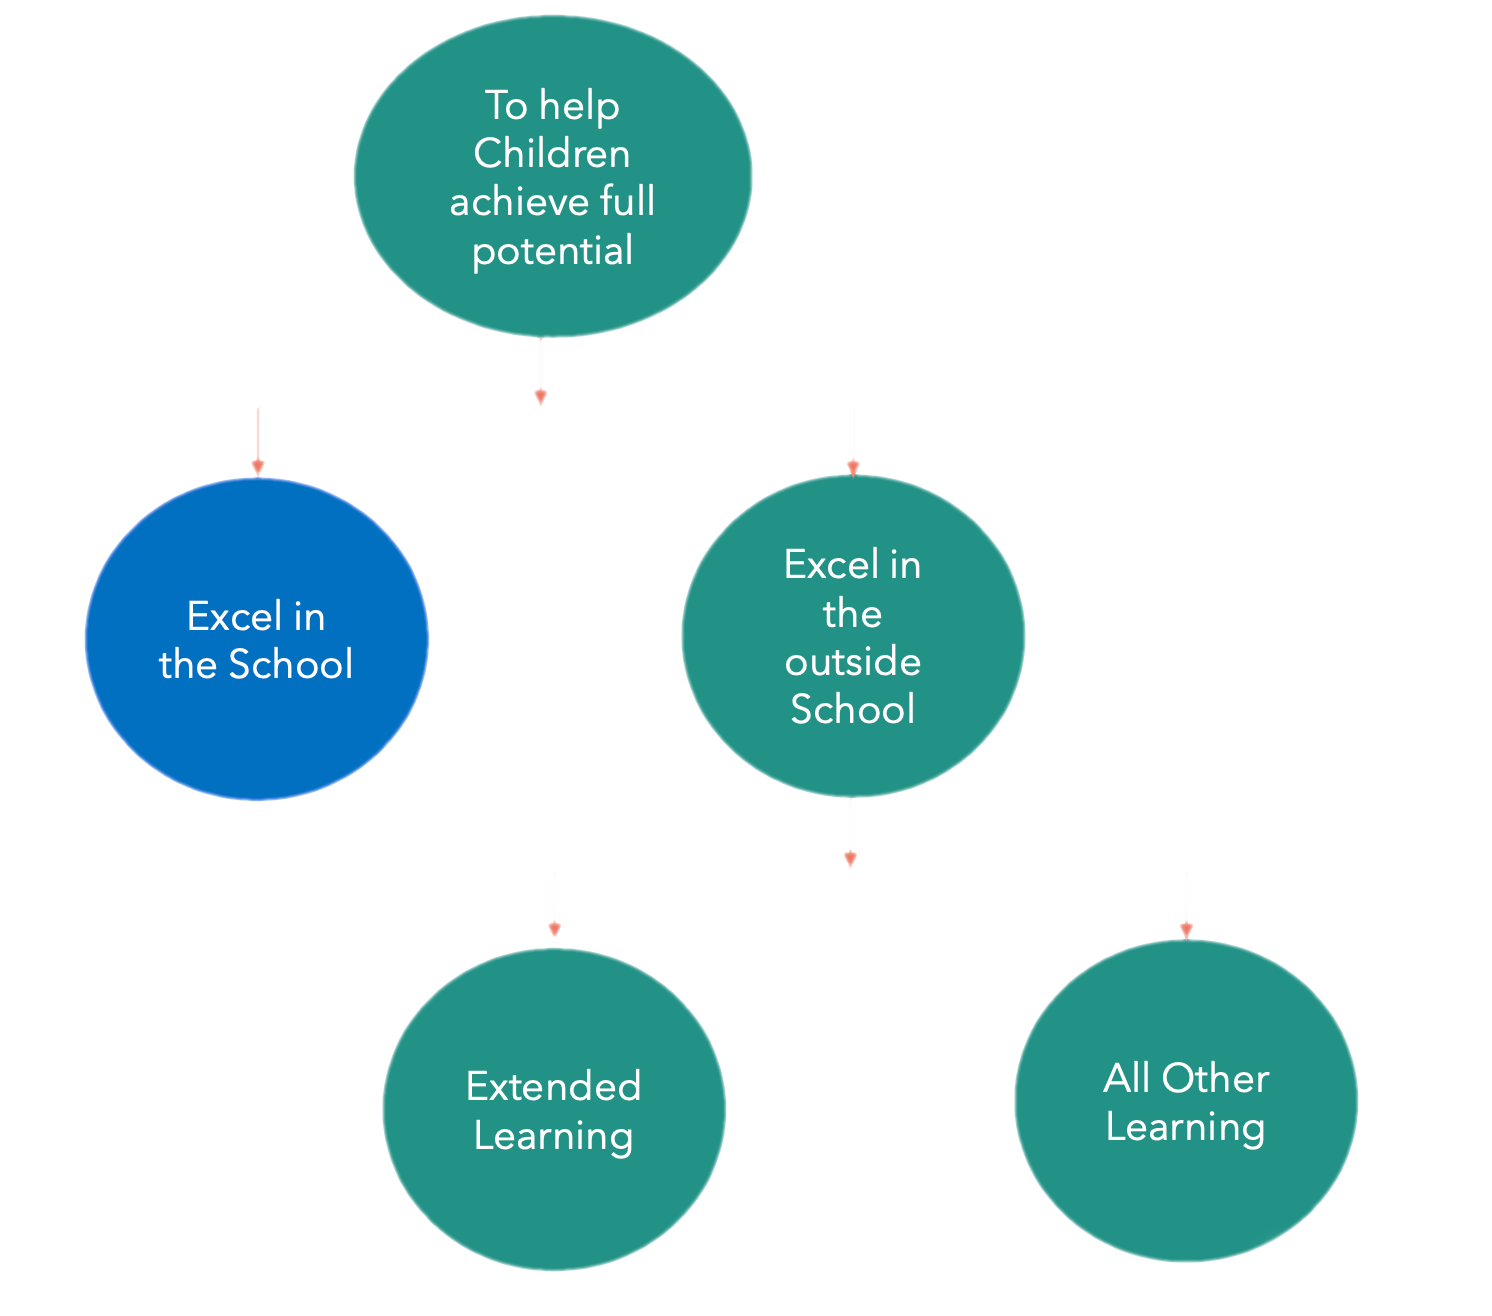 To help
Children
achieve full
potential
Excel in
the School
Excel in
the
outside
School
Extended
Learning
All Other
Learning